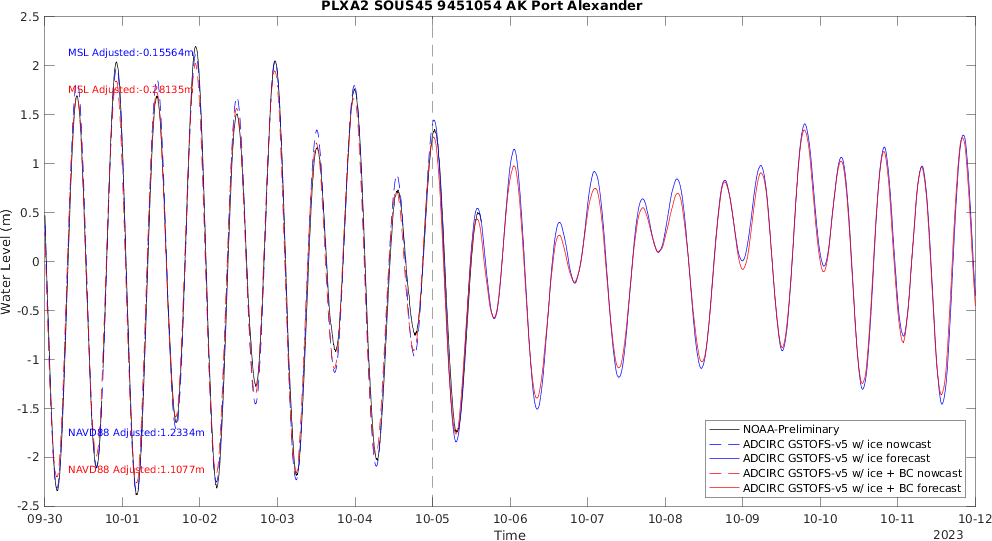 PLXA2 SOUS45 9451054 AK Port Alexander
2.5
2
1.5
1
0.5
0
-0.5
-1
-1.5
-2
-2.5
Water Level (m)
MSL Adjusted:-0.15564m
MSL Adjusted:-0.28135m
NAVD88 Adjusted:1.2334m
NAVD88 Adjusted:1.1077m
NOAA-Preliminary
ADCIRC GSTOFS-v5 w/ ice nowcast
ADCIRC GSTOFS-v5 w/ ice forecast
ADCIRC GSTOFS-v5 w/ ice + BC nowcast
ADCIRC GSTOFS-v5 w/ ice + BC forecast
09-30 10-01 10-02 10-03 10-04 10-05 10-06 10-07 10-08 10-09 10-10 10-11 10-12
Time
2023